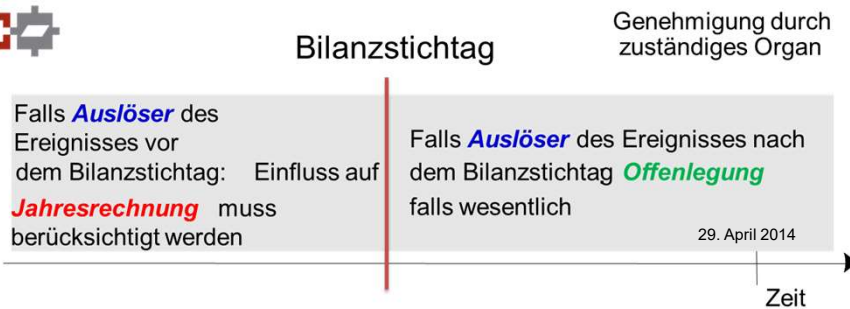 Genehmigung durch
zuständiges Organ
Bilanzstichtag
Falls Auslöser des
Ereignisses vor
dem Bilanzstichtag: Einfluss auf
Jahresrechnung muss
berücksichtigt werden
Falls Auslöser des Ereignisses nach
dem Bilanzstichtag Offenlegung
falls wesentlich
29. April 2014
Zeit